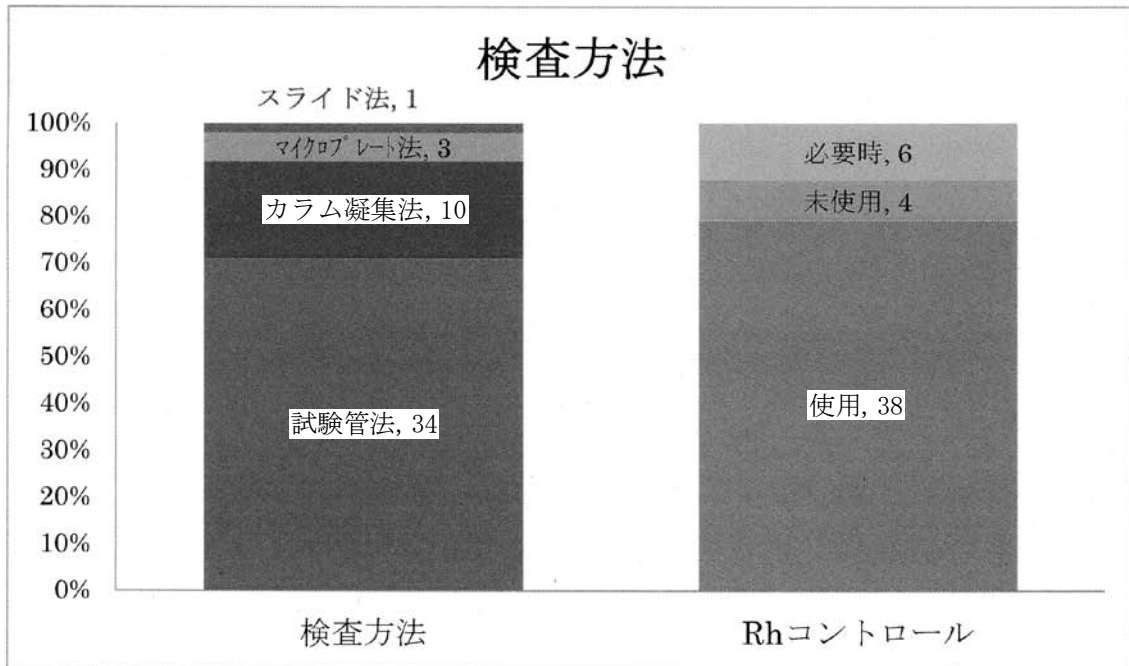 検査方法
スライド法, 1
100%
90%
80%
70%
60%
50%
40%
30%
20%
10%
0%
マイクロプレート法, 3
カラム凝集法, 10
試験管法, 34
必要時, 6
未使用, 4
使用, 38
検査方法
Rhコントロール